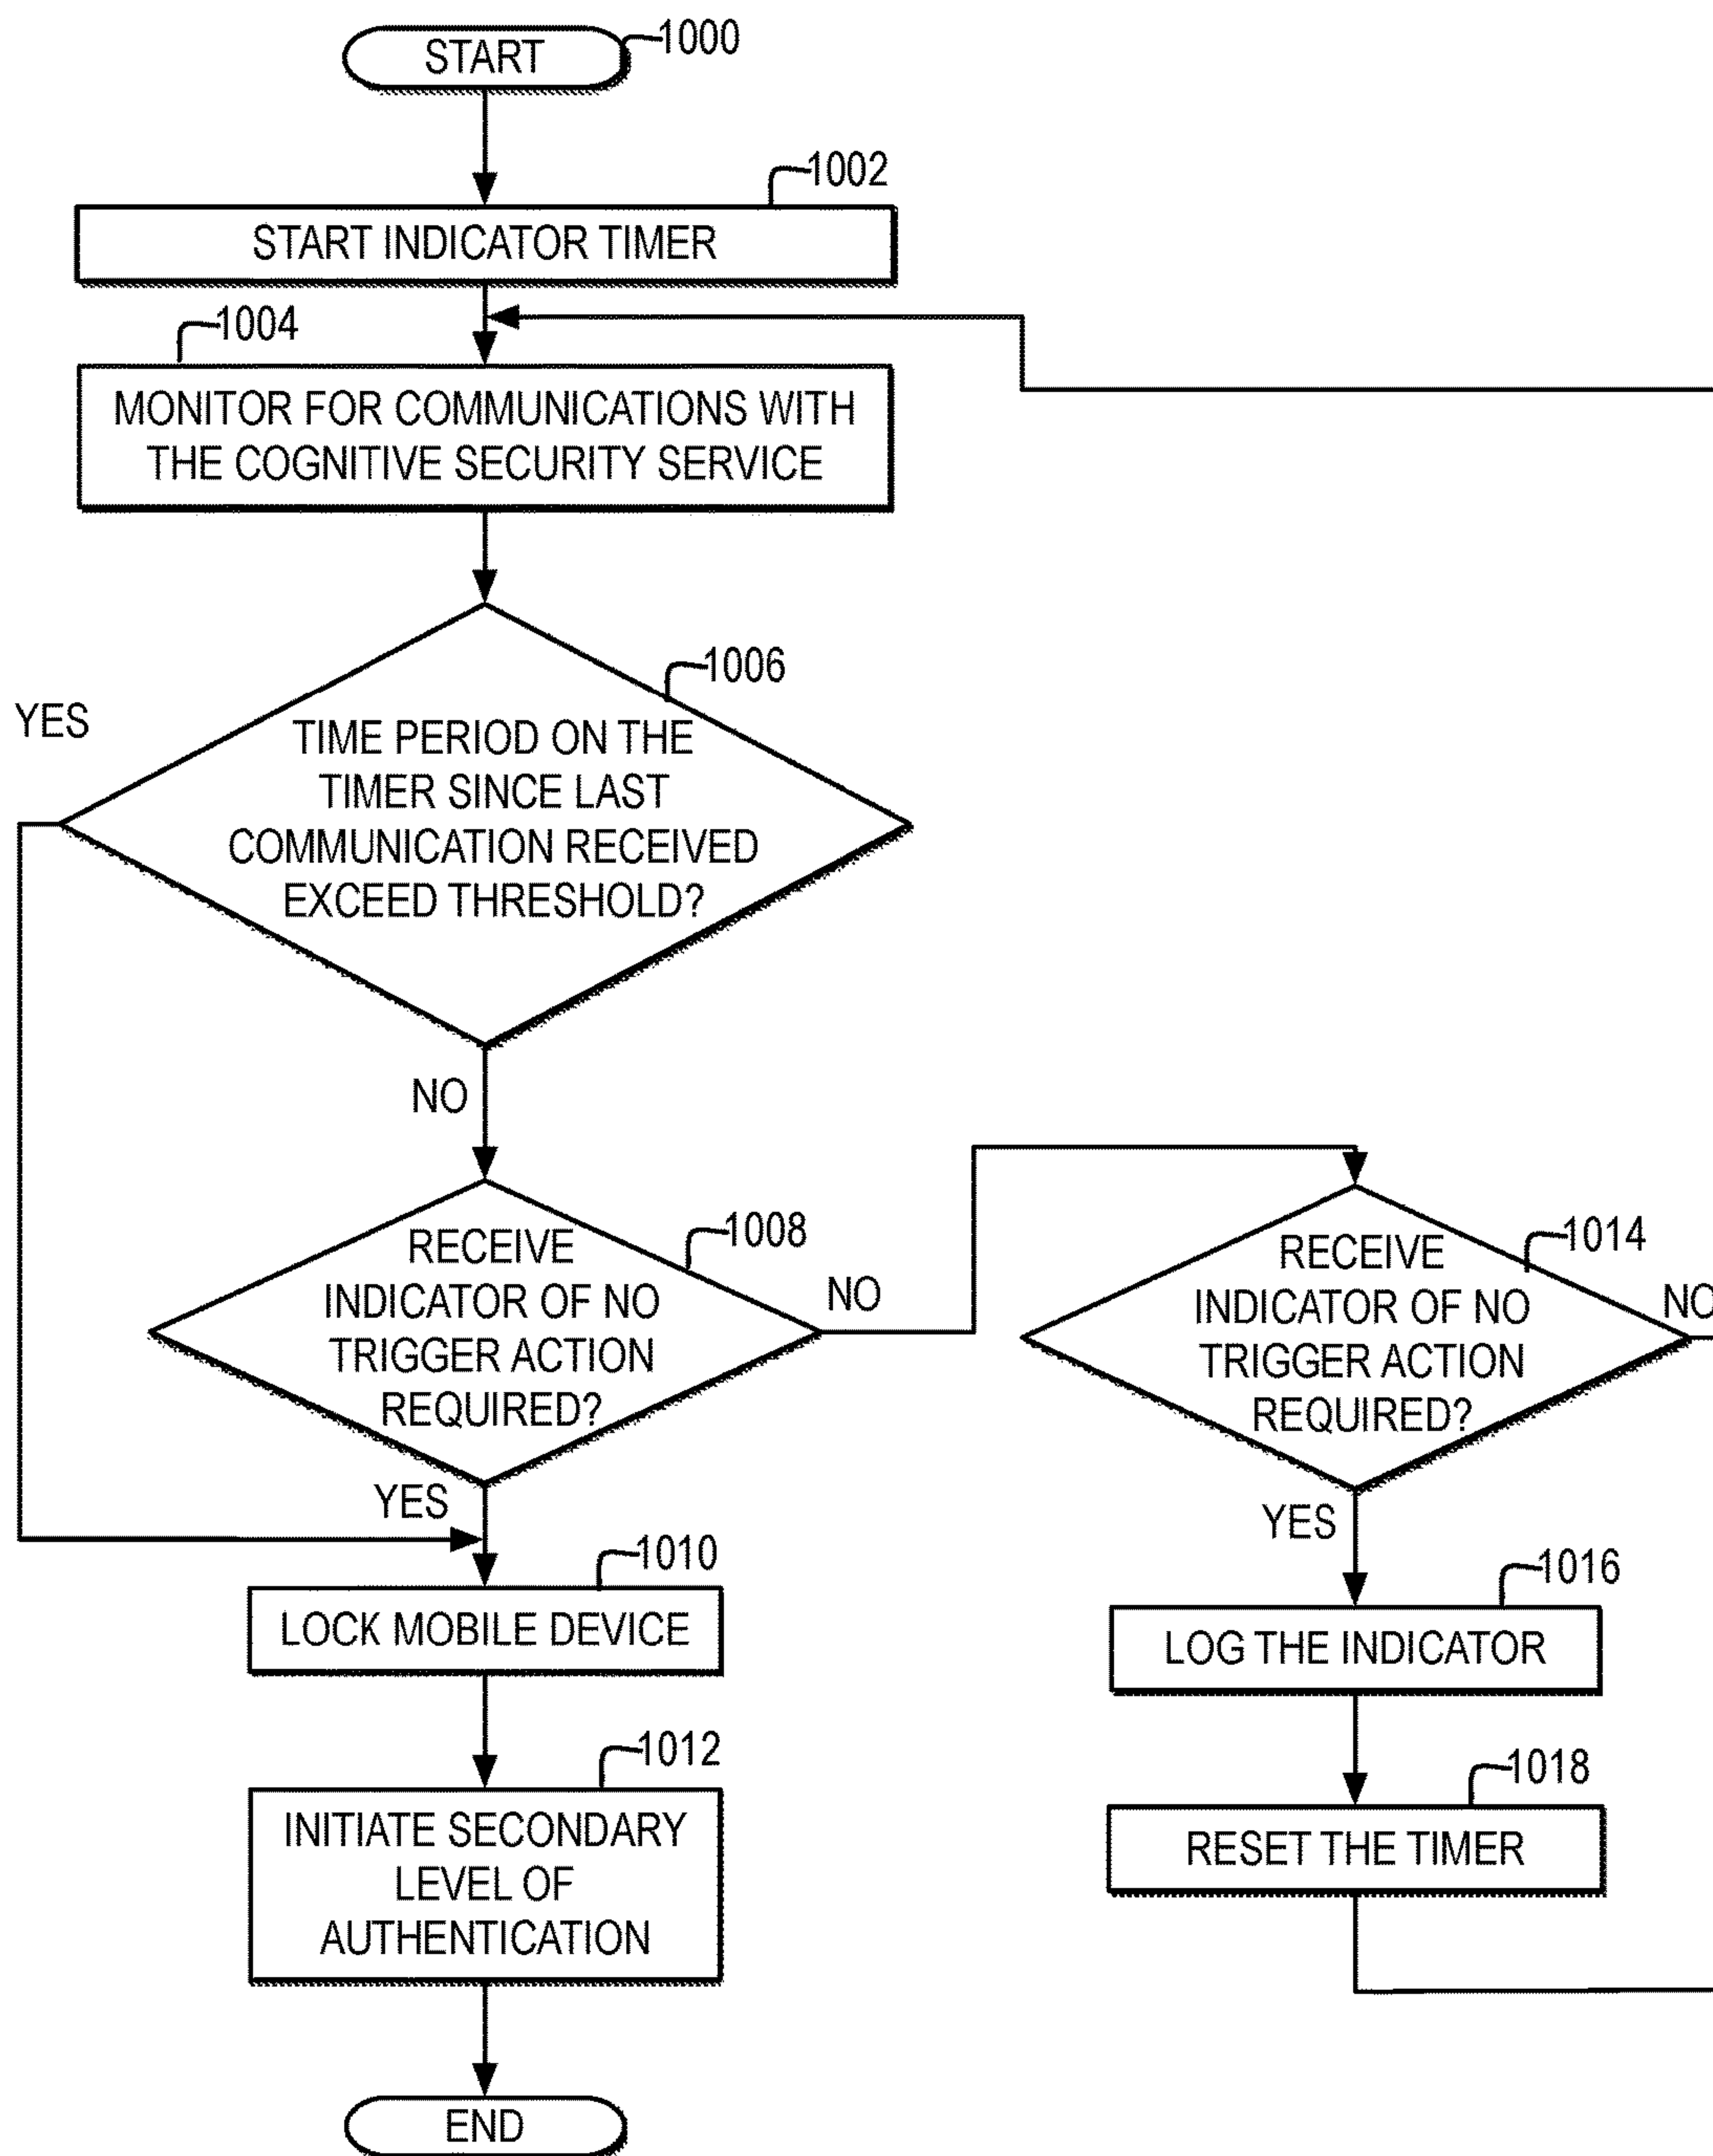 START
1000
1002
START INDICATOR TIMER
1004
MONITOR FOR COMMUNICATIONS WITH
THE COGNITIVE SECURITY SERVICE
1006
YES
TIME PERIOD ON THE
TIMER SINCE LAST
COMMUNICATION RECEIVED
EXCEED THRESHOLD?
NO
1008
RECEIVE
INDICATOR OF NO
TRIGGER ACTION
REQUIRED?
NO
YES
1014
RECEIVE
INDICATOR OF NO
TRIGGER ACTION
REQUIRED?
NO
YES
1010
LOCK MOBILE DEVICE
1016
LOG THE INDICATOR
1012
INITIATE SECONDARY
LEVEL OF
AUTHENTICATION
1018
RESET THE TIMER
END